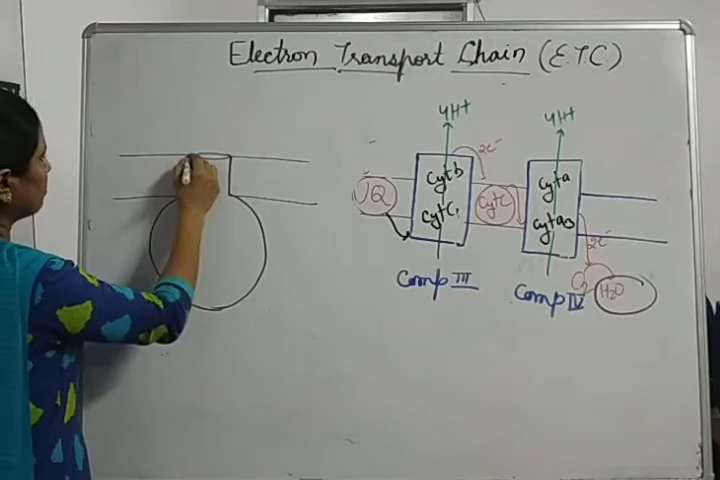 Electron Transport Chain (E.T.C.)
4H+
4H+
2e-
UQ
Cyt b
Cyt C1
Cyt C
Cyt a
Cyt a3
2e-
O2
H2O
Comp III
Comp IV